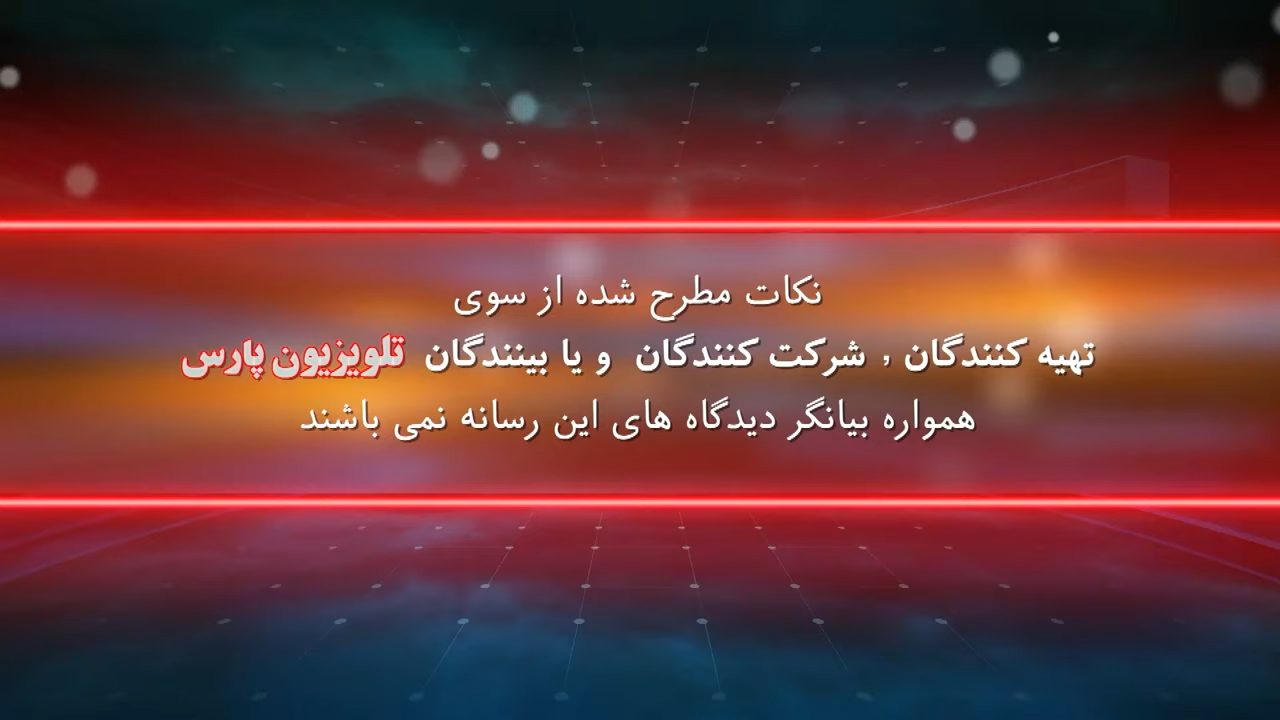 نکات مطرح شده از سوی
تهیه کنندگان , شرکت کنندگان و یا بینندگان تلویزیون پارس
همواره بیانگر دیدگاه های این رسانه نمی باشند